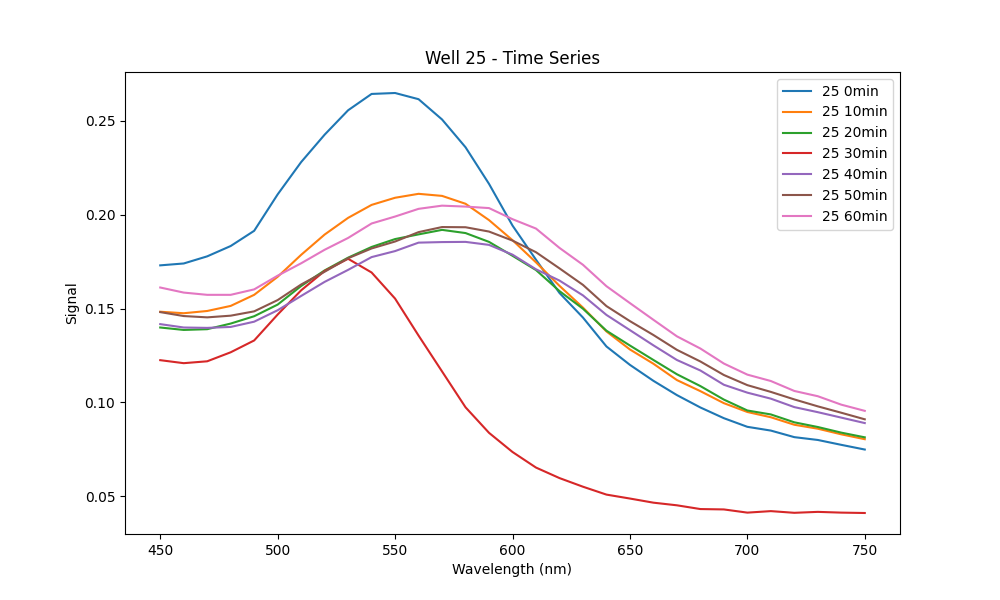 Well 25 - Time Series
Signal
0.25
0.20
0.15
0.10
0.05
25 0min
25 10min
25 20min
25 30min
25 40min
25 50min
25 60min
450 500 550 600 650 700 750
Wavelength (nm)